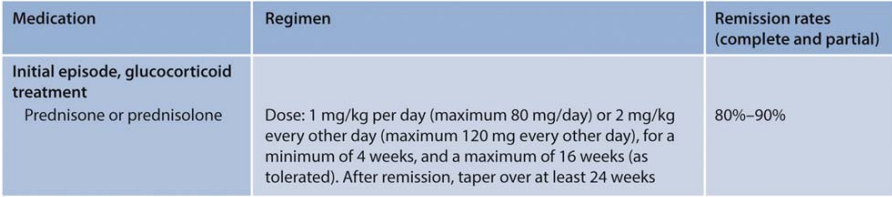 Medication
Regimen
Remission rates
(complete and partial)
Initial episode, glucocorticoid
treatment
Prednisone or prednisolone
Dose: 1 mg/kg per day (maximum 80 mg/day) or 2 mg/kg
every other day (maximum 120 mg every other day), for a
minimum of 4 weeks, and a maximum of 16 weeks (as
tolerated). After remission, taper over at least 24 weeks
80%–90%